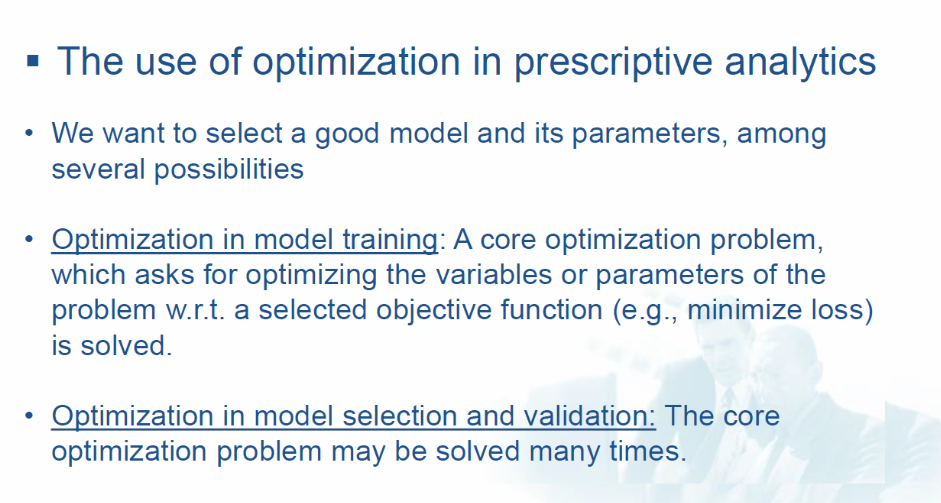 ▪ The use of optimization in prescriptive analytics
• We want to select a good model and its parameters, among
several possibilities
• Optimization in model training: A core optimization problem,
which asks for optimizing the variables or parameters of the
problem w.r.t. a selected objective function (e.g., minimize loss)
is solved.
• Optimization in model selection and validation: The core
optimization problem may be solved many times.